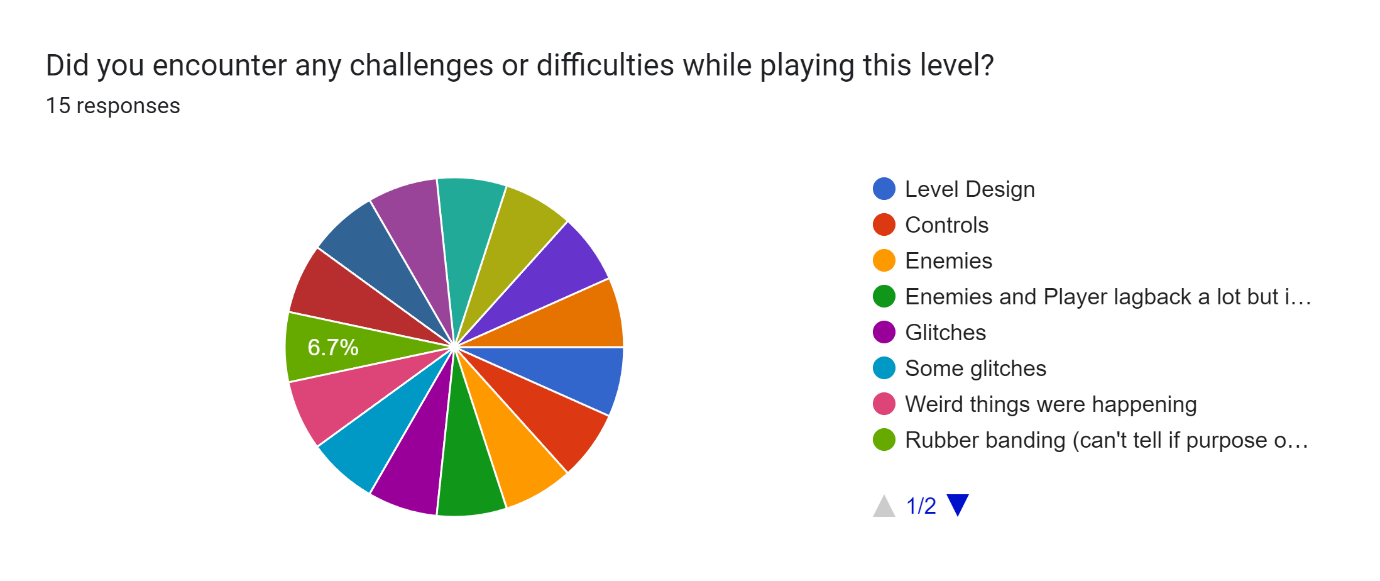 Did you encounter any challenges or difficulties while playing this level?
15 responses
6.7%
Level Design
Controls
Enemies
Enemies and Player lagback a lot but i…
Glitches
Some glitches
Weird things were happening
Rubber banding (can't tell if purpose o…
1/2